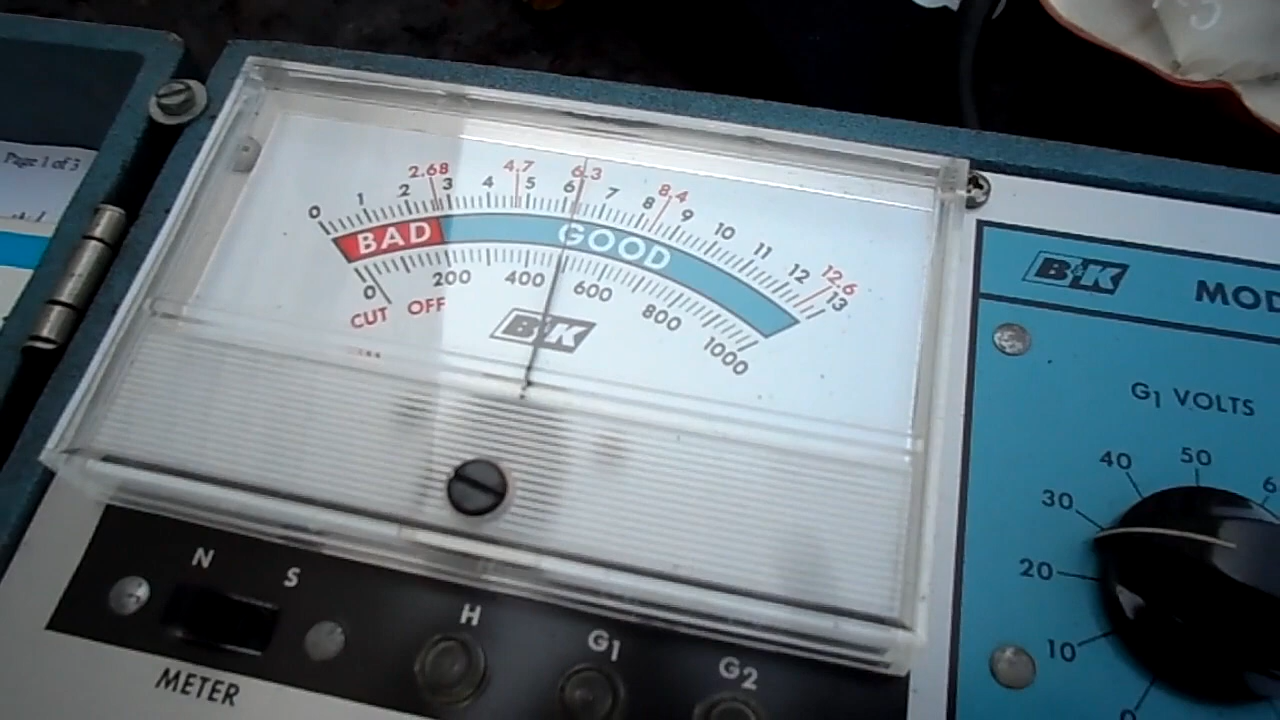 Page 1 of 3
2.68 4.7 6.3 8.4 12.6
0 1 2 3 4 5 6 7 8 9 10 11 12 13
BAD GOOD
0 200 400 600 800 1000
CUT OFF
B&K
B&K
G1 VOLTS
40 50
30
20
10
0
N S
H G1 G2
METER